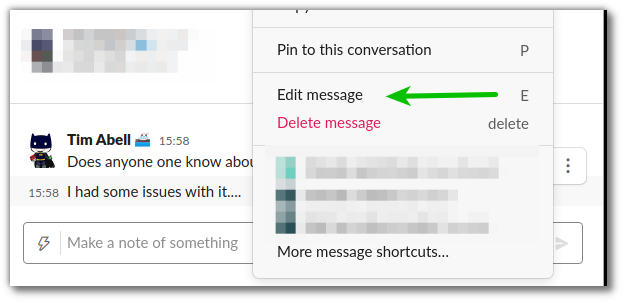 Pin to this conversation P
Edit message E
Delete message delete
Tim Abell 15:58
Does anyone one know abou
15:58 I had some issues with it....
Make a note of something
More message shortcuts...